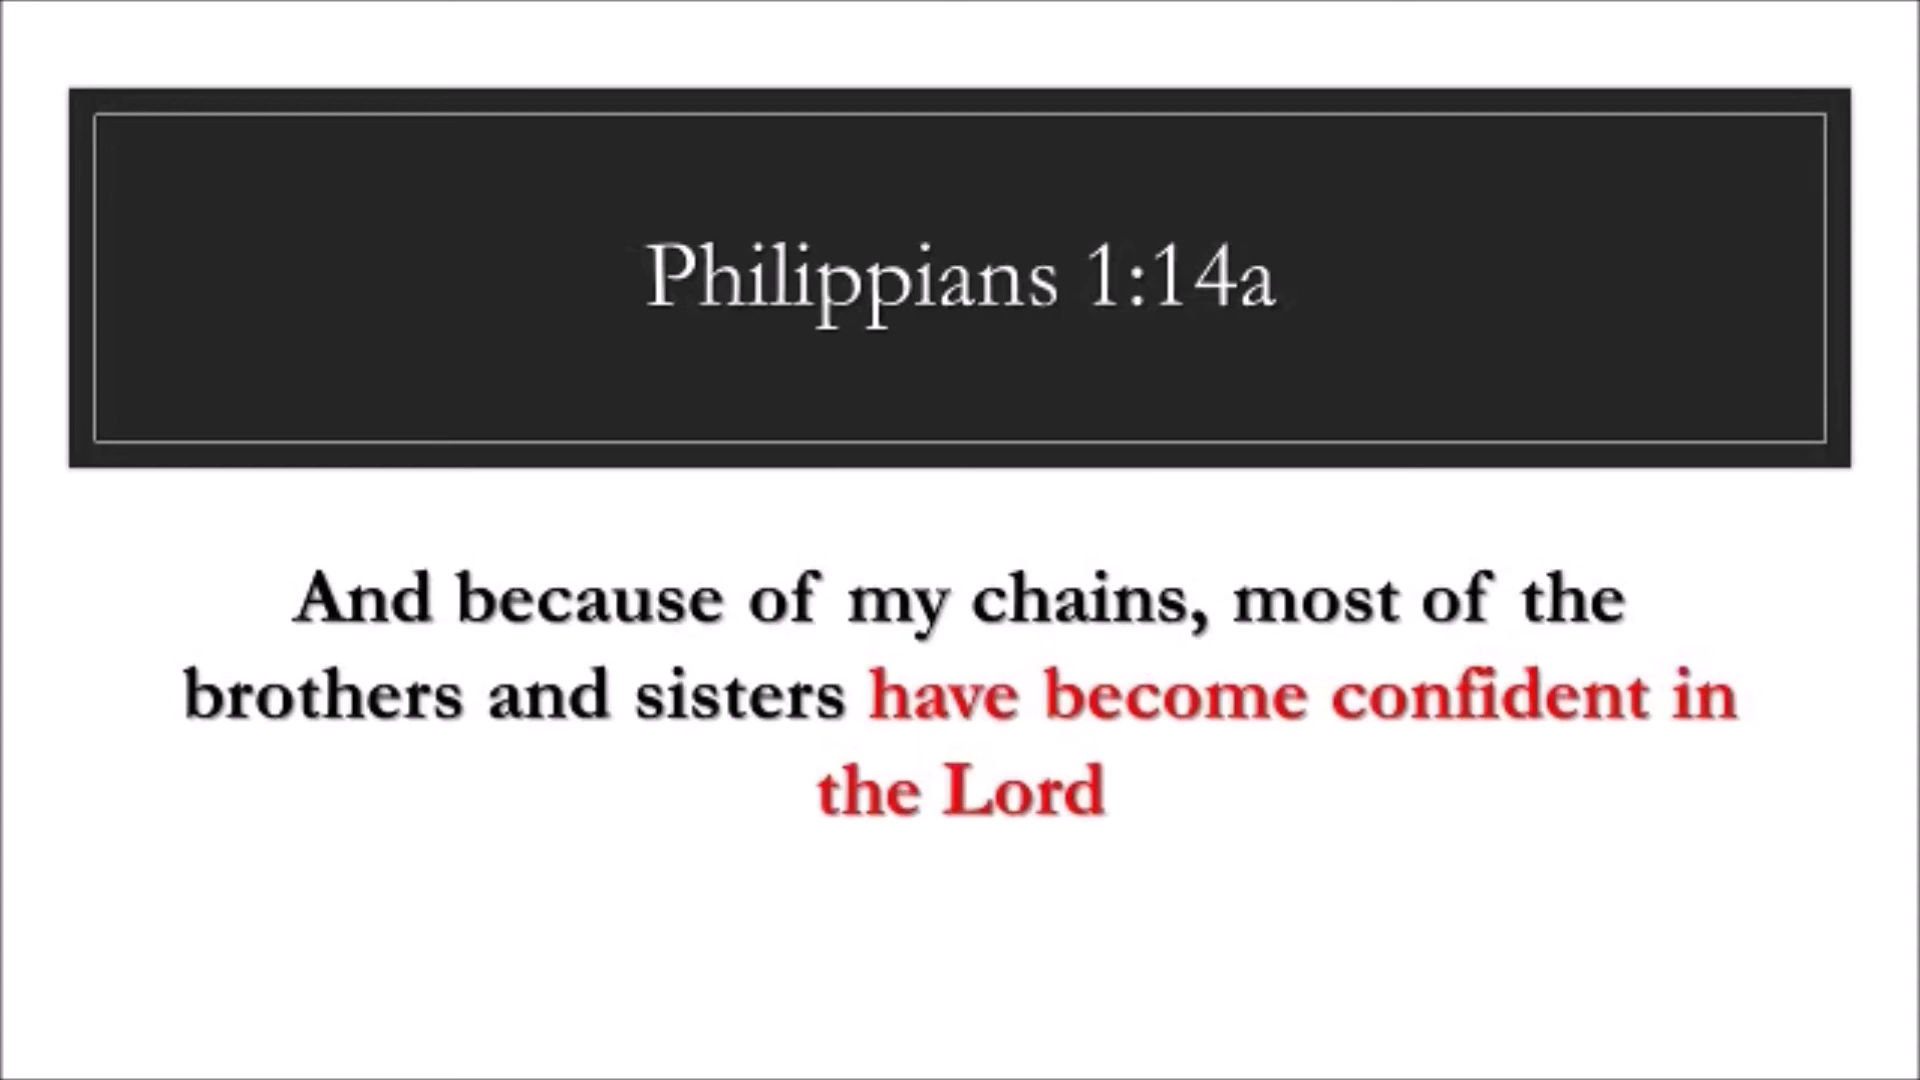 Philippians 1:14a
And because of my chains, most of the
brothers and sisters have become confident in
the Lord